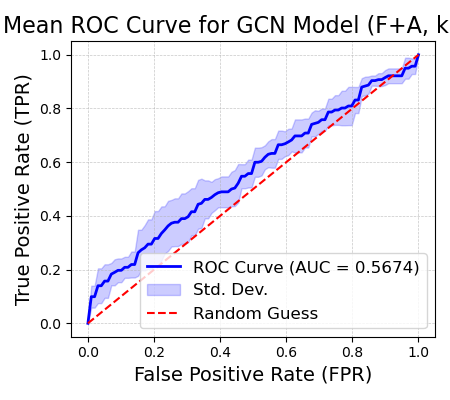 Mean ROC Curve for GCN Model (F+A, k
True Positive Rate (TPR)
1.0
0.8
0.6
0.4
0.2
0.0
ROC Curve (AUC = 0.5674)
Std. Dev.
Random Guess
0.0 0.2 0.4 0.6 0.8 1.0
False Positive Rate (FPR)